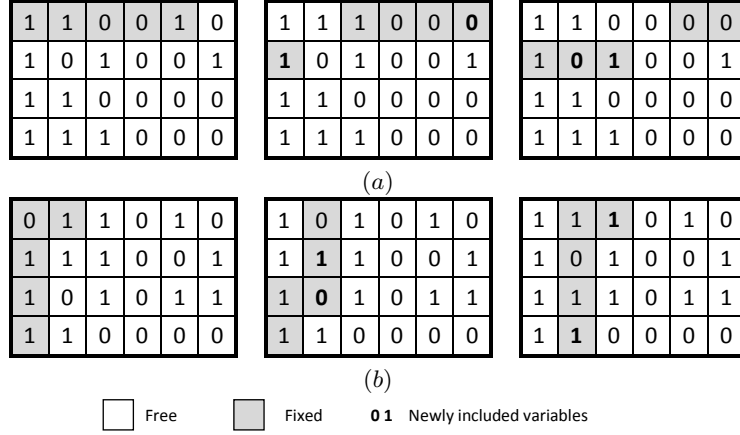 1 1 0 0 1 0 1 1 1 0 0 0 1 1 0 0 0 0
1 0 1 0 0 1 1 0 1 0 0 1 1 0 1 0 0 1
1 1 0 0 0 0 1 1 0 0 0 0 1 1 0 0 0 0
1 1 1 0 0 0 1 1 1 0 0 0 1 1 1 0 0 0
(a)
0 1 1 0 1 0 1 0 1 0 1 0 1 1 1 0 1 0
1 1 1 0 0 1 1 1 1 0 0 1 1 0 1 0 0 1
1 0 1 0 1 1 1 0 1 0 1 1 1 1 1 0 1 1
1 1 0 0 0 0 1 1 0 0 0 0 1 1 0 0 0 0
(b)
Free Fixed 0 1 Newly included variables